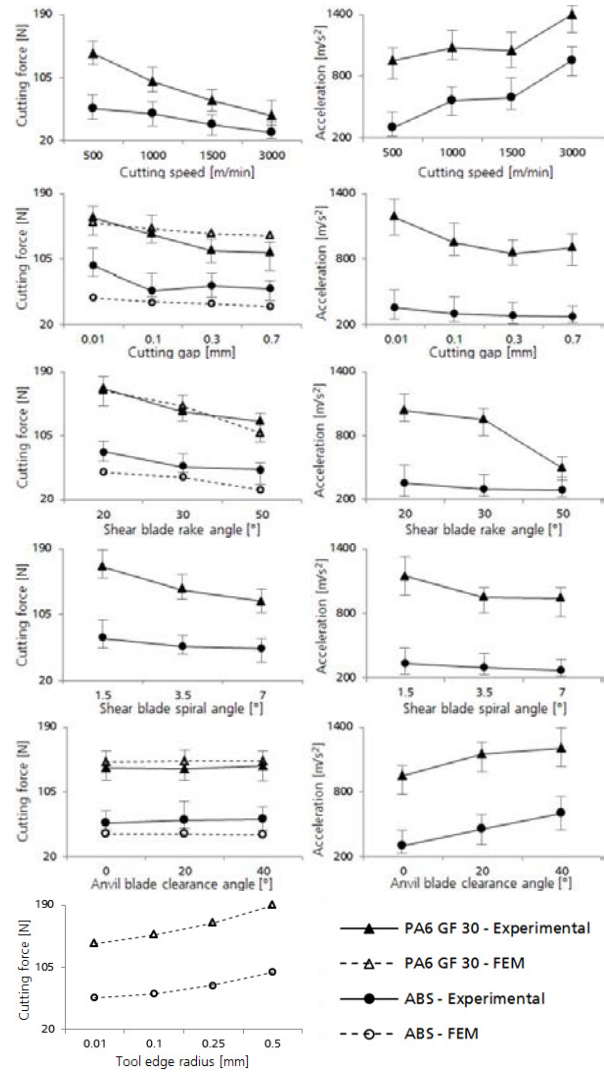 Cutting force [N]
190
105
20
500 1000 1500 3000
Cutting speed [m/min]
Acceleration [m/s²]
1400
800
200
500 1000 1500 3000
Cutting speed [m/min]
Cutting force [N]
190
105
20
0.01 0.1 0.3 0.7
Cutting gap [mm]
Acceleration [m/s²]
1400
800
200
0.01 0.1 0.3 0.7
Cutting gap [mm]
Cutting force [N]
190
105
20
20 30 50
Shear blade rake angle [°]
Acceleration [m/s²]
1400
800
200
20 30 50
Shear blade rake angle [°]
Cutting force [N]
190
105
20
1.5 3.5 7
Shear blade spiral angle [°]
Acceleration [m/s²]
1400
800
200
1.5 3.5 7
Shear blade spiral angle [°]
Cutting force [N]
190
105
20
0 20 40
Anvil blade clearance angle [°]
Acceleration [m/s²]
1400
800
200
0 20 40
Anvil blade clearance angle [°]
Cutting force [N]
190
105
20
0.01 0.1 0.25 0.5
Tool edge radius [mm]
PA6 GF 30 - Experimental
PA6 GF 30 - FEM
ABS - Experimental
ABS - FEM